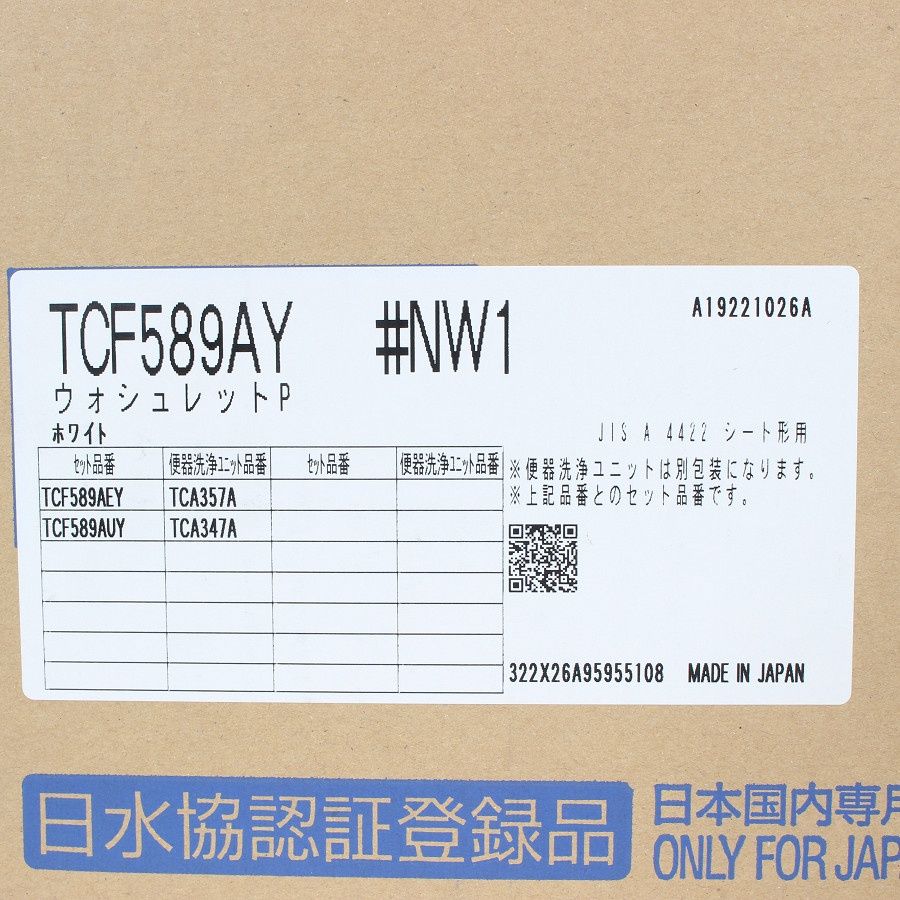 TCF589AY #NW1 A19221026A
ウォシュレットP
ホワイト JIS A 4422 シート形用
セット品番 便器洗浄ユニット品番 セット品番 便器洗浄ユニット品番
※便器洗浄ユニットは別包装になります。
※上記品番とのセット品番です。
TCF589AEY TCA357A
TCF589AUY TCA347A
322X26A95955108 MADE IN JAPAN
日水協認証登録品
日本国内専用
ONLY FOR JAP